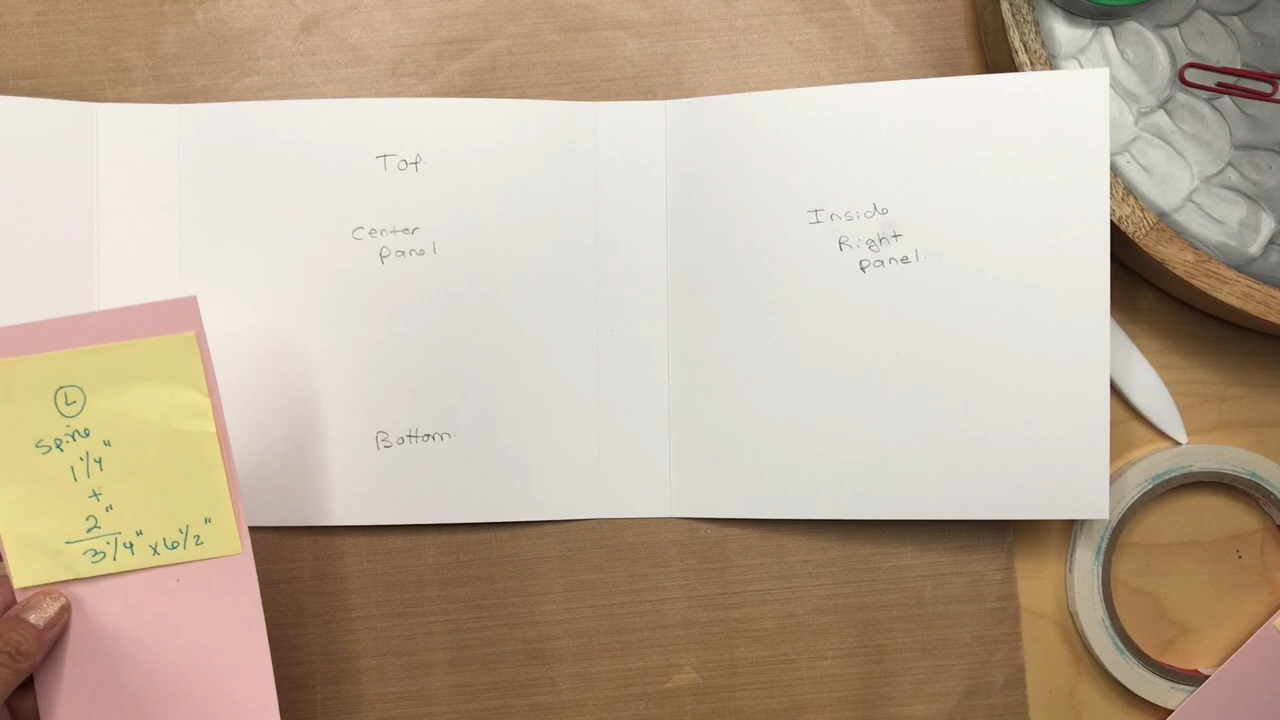 Top.
Center
panel
Bottom.
Inside
Right
panel.
L
Spine
1 1/4"
+
2"
3 1/4" x 6 1/2"